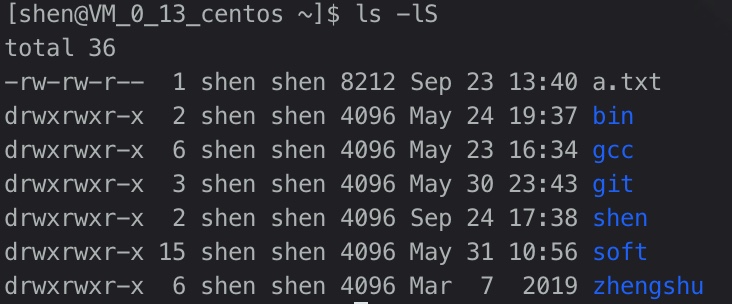 [shen@VM_0_13_centos ~]$ ls -lS
total 36
-rw-rw-r--  1 shen shen 8212 Sep 23 13:40 a.txt
drwxrwxr-x  2 shen shen 4096 May 24 19:37 bin
drwxrwxr-x  6 shen shen 4096 May 23 16:34 gcc
drwxrwxr-x  3 shen shen 4096 May 30 23:43 git
drwxrwxr-x  2 shen shen 4096 Sep 24 17:38 shen
drwxrwxr-x 15 shen shen 4096 May 31 10:56 soft
drwxrwxr-x  6 shen shen 4096 Mar  7  2019 zhengshu